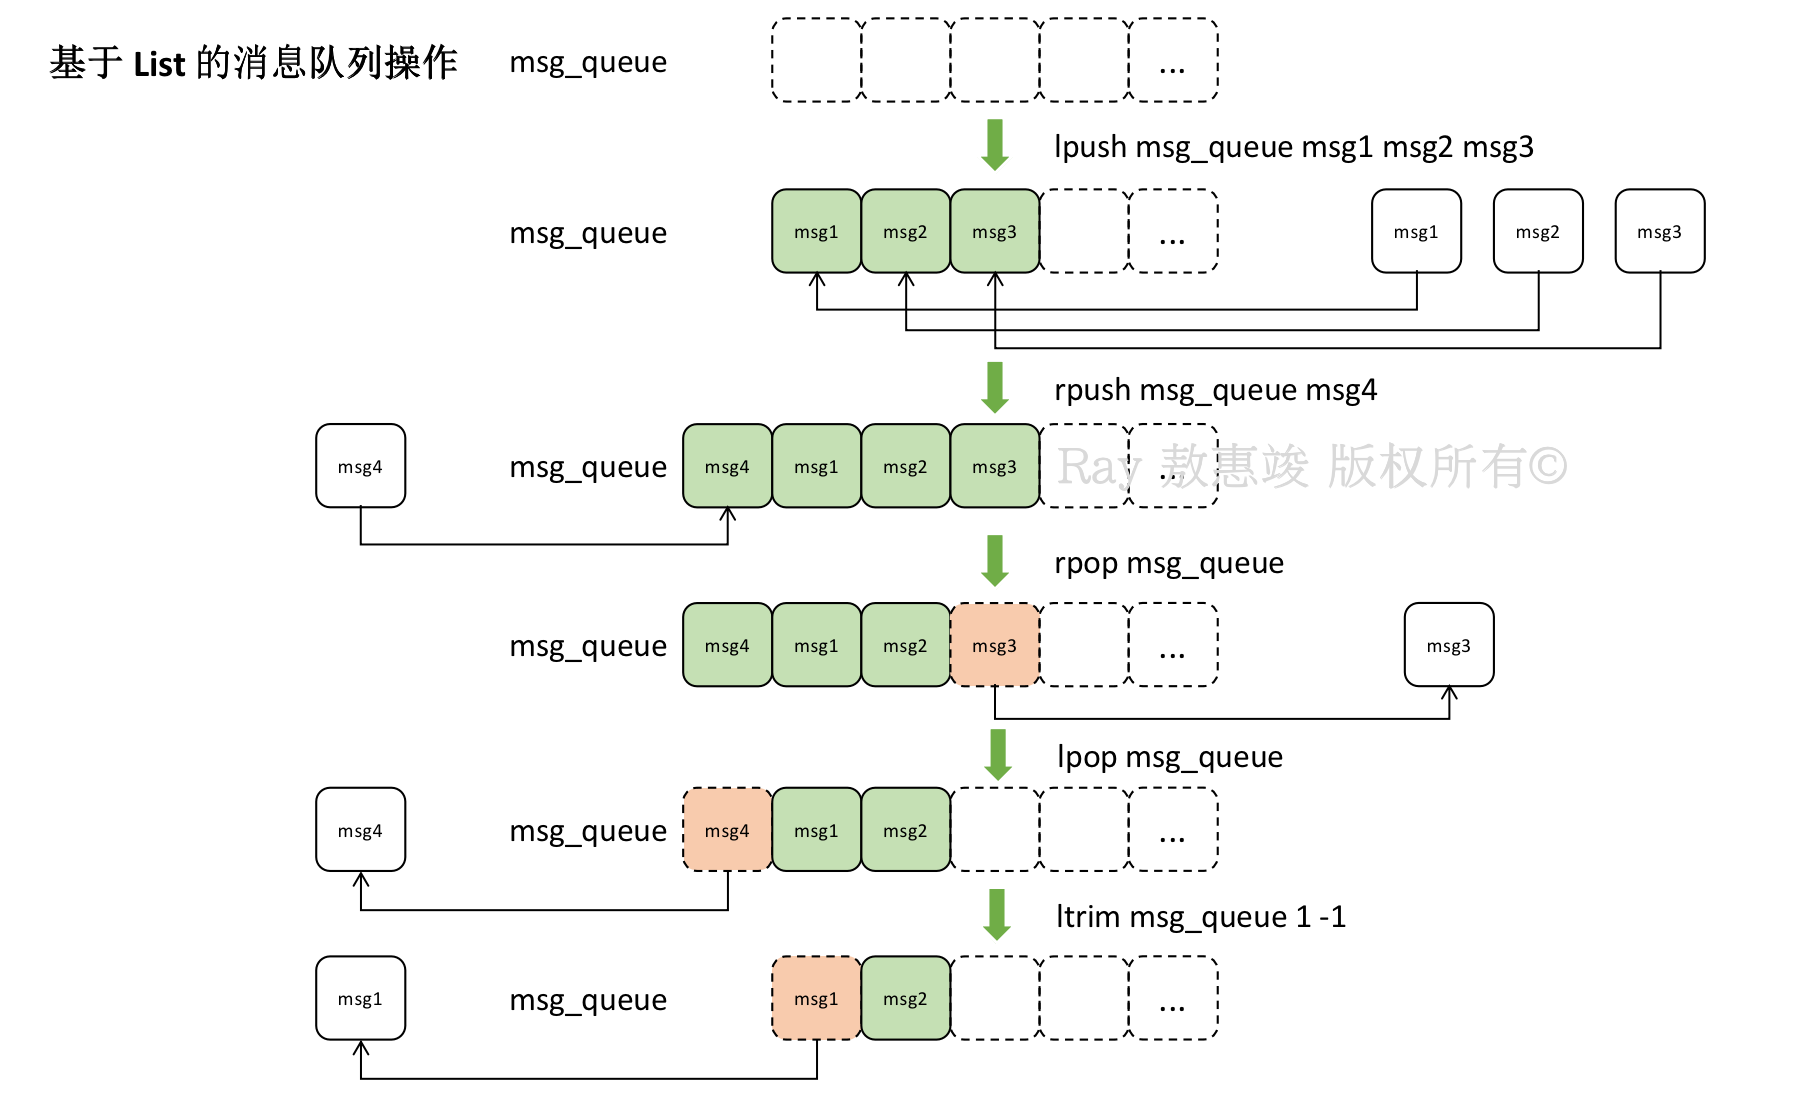 基于 List 的消息队列操作
msg_queue
...
lpush msg_queue msg1 msg2 msg3
msg_queue
msg1 msg2 msg3 ...
msg1 msg2 msg3
rpush msg_queue msg4
msg4
msg_queue
msg4 msg1 msg2 msg3 ...
Ray 敖惠竣 版权所有©
rpop msg_queue
msg_queue
msg4 msg1 msg2 msg3 ...
msg3
lpop msg_queue
msg4
msg_queue
msg4 msg1 msg2 ...
ltrim msg_queue 1 -1
msg1
msg_queue
msg1 msg2 ...